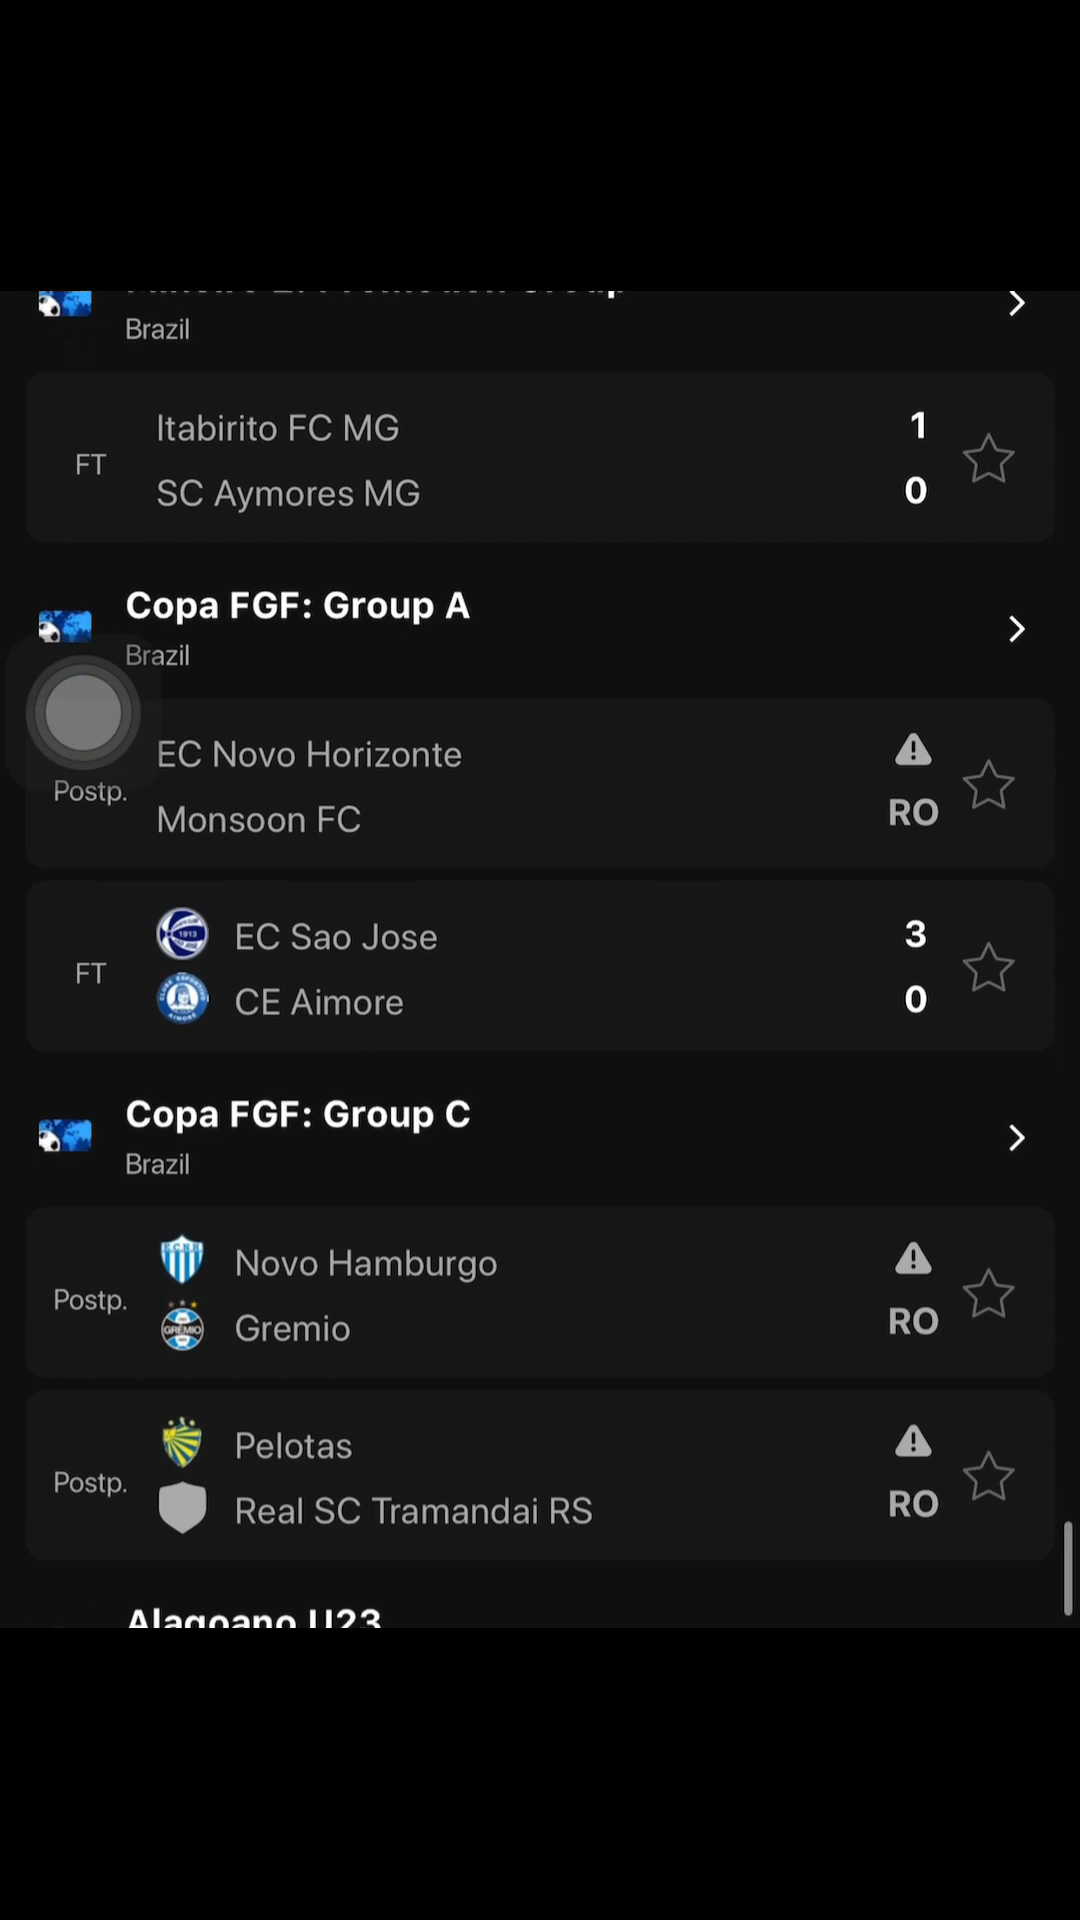 Brazil
FT
Itabirito FC MG
1
SC Aymores MG
0
Copa FGF: Group A
Brazil
Postp.
EC Novo Horizonte
Monsoon FC
RO
FT
EC Sao Jose
3
CE Aimore
0
Copa FGF: Group C
Brazil
Postp.
Novo Hamburgo
Gremio
RO
Postp.
Pelotas
Real SC Tramandai RS
RO
Alagoano U23